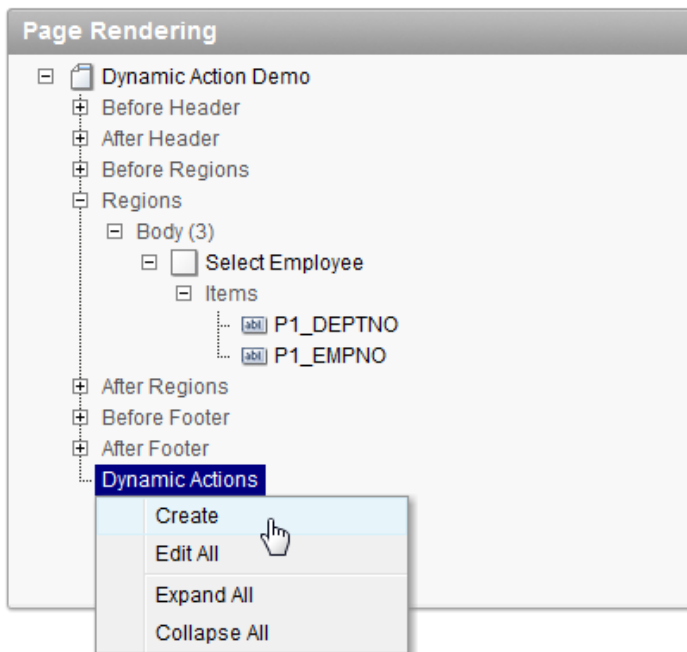 Page Rendering
Dynamic Action Demo
Before Header
After Header
Before Regions
Regions
Body (3)
Select Employee
Items
P1_DEPTNO
P1_EMPNO
After Regions
Before Footer
After Footer
Dynamic Actions
Create
Edit All
Expand All
Collapse All